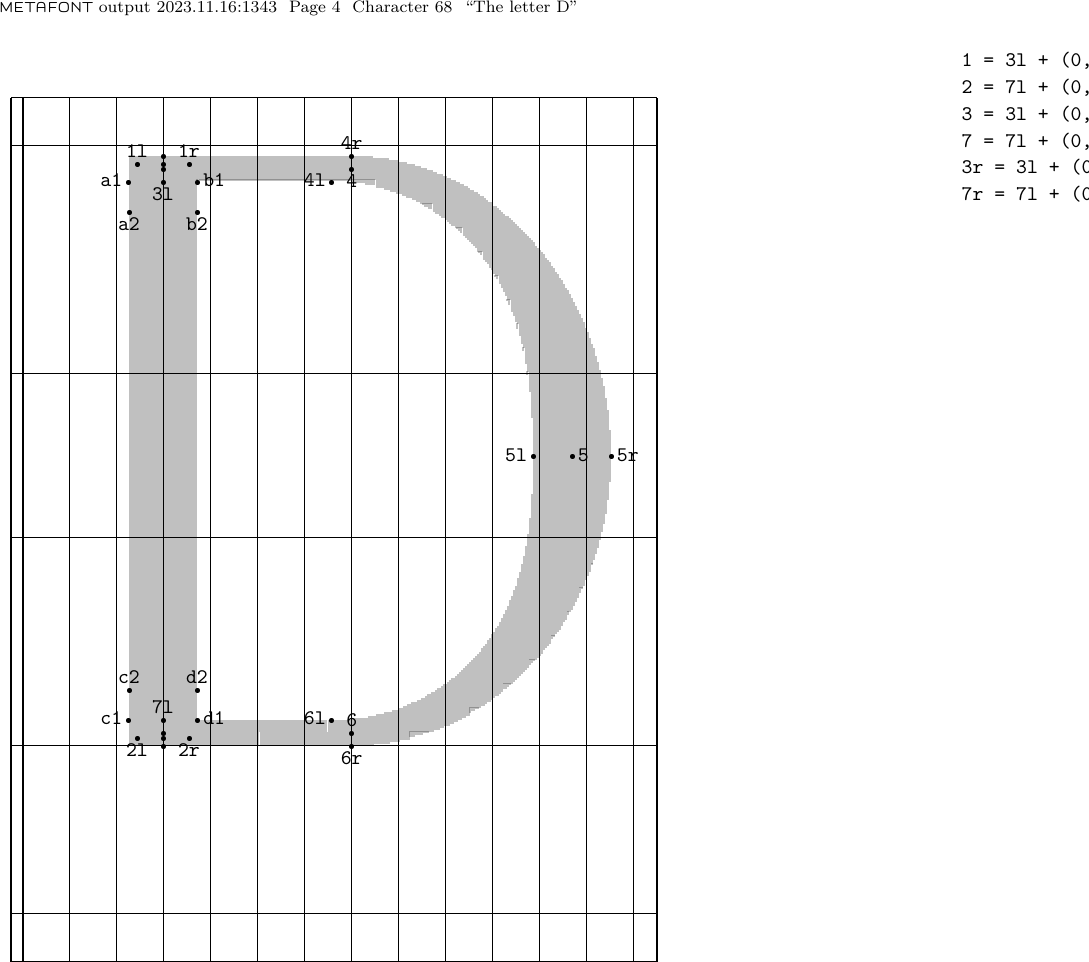 METAFONT output 2023.11.16:1343 Page 4 Character 68 “The letter D”
1 = 3l + (0,
2 = 7l + (0,
3 = 3l + (0,
7 = 7l + (0,
3r = 3l + (0
7r = 7l + (0
4r
1l 1r
a1 3l b1 4l 4
a2 b2
5l 5 5r
c2 d2
7l
c1 d1 6l 6
2l 2r 6r